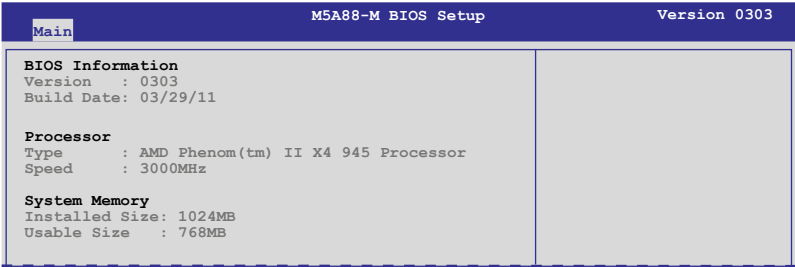 M5A88-M BIOS Setup Version 0303
Main
BIOS Information
Version : 0303
Build Date: 03/29/11
Processor
Type : AMD Phenom(tm) II X4 945 Processor
Speed : 3000MHz
System Memory
Installed Size: 1024MB
Usable Size : 768MB